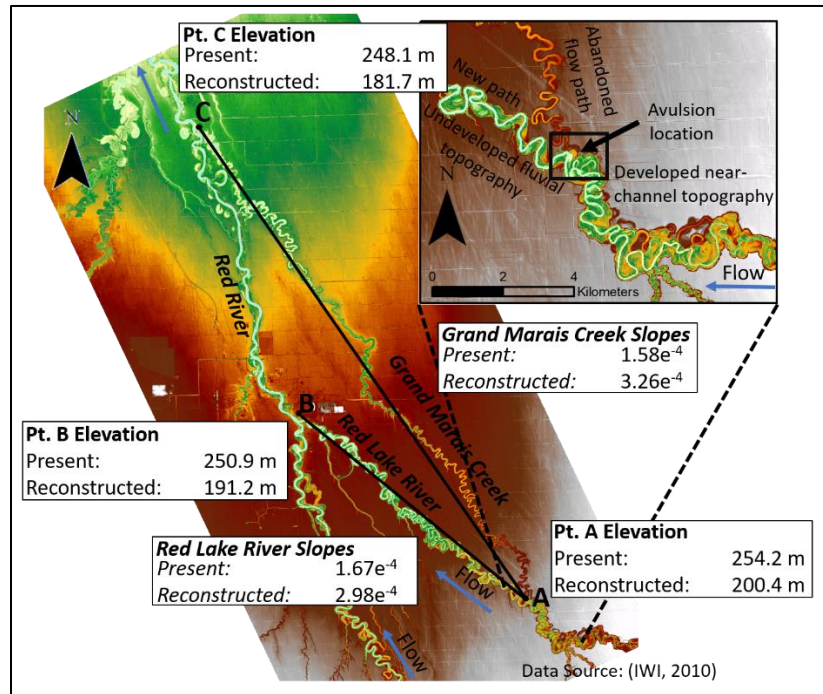 Pt. C Elevation
Present: 248.1 m
Reconstructed: 181.7 m
C
N
Red River
Abandoned
flow path
New path
Undeveloped fluvial
topography
Avulsion
location
N
Developed near-
channel topography
Flow
0 2 4
Kilometers
Grand Marais Creek Slopes
Present: 1.58e-4
Reconstructed: 3.26e-4
Grand Marais Creek
B
Red Lake River
Pt. B Elevation
Present: 250.9 m
Reconstructed: 191.2 m
Pt. A Elevation
Present: 254.2 m
Reconstructed: 200.4 m
Red Lake River Slopes
Present: 1.67e-4
Reconstructed: 2.98e-4
Flow
A
Flow
Data Source: (IWI, 2010)